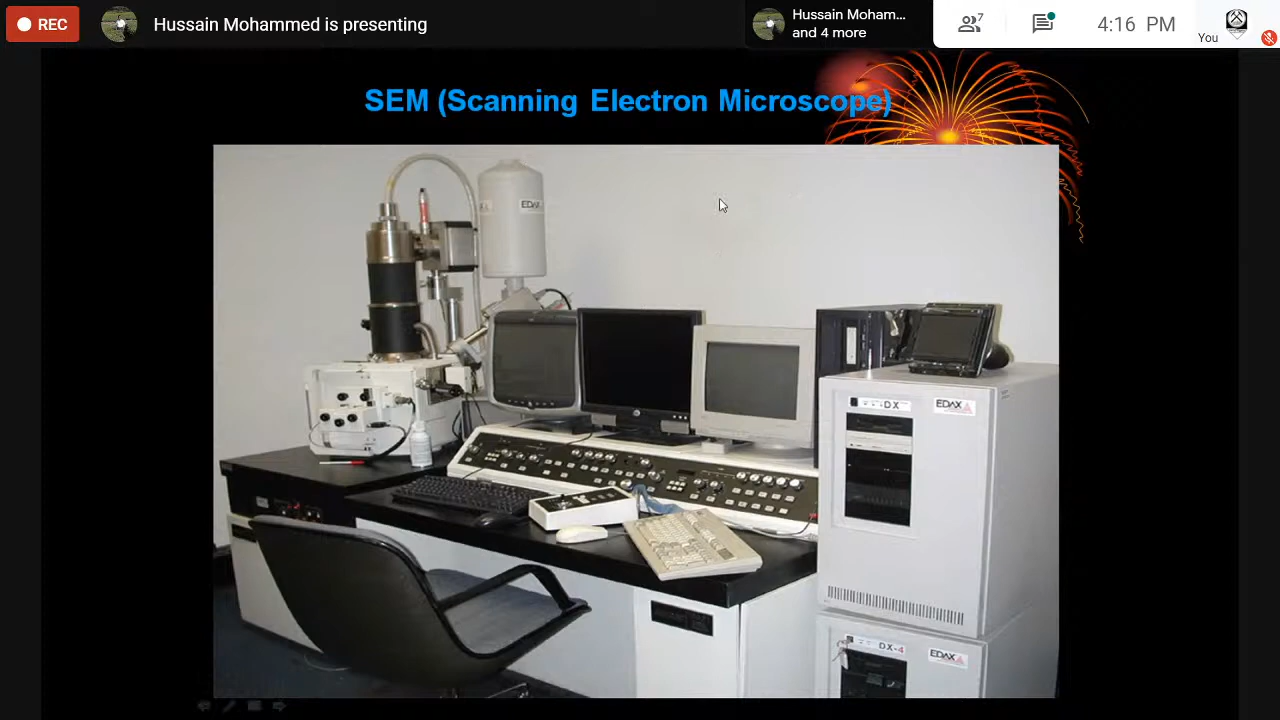 REC
Hussain Mohammed is presenting
Hussain Moham...
and 4 more
7
4:16 PM
You
SEM (Scanning Electron Microscope)
EDAX
DX
EDAX
DX-4
EDAX